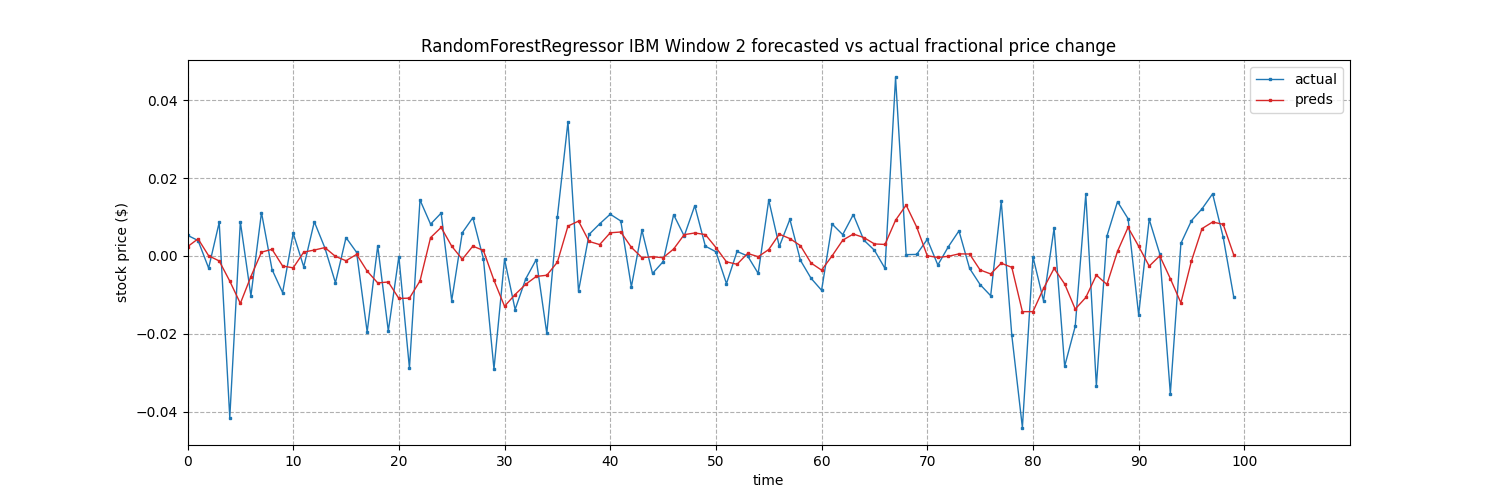 RandomForestRegressor IBM Window 2 forecasted vs actual fractional price change
actual
preds
0.04
0.02
0.00
−0.02
−0.04
stock price ($)
0 10 20 30 40 50 60 70 80 90 100
time